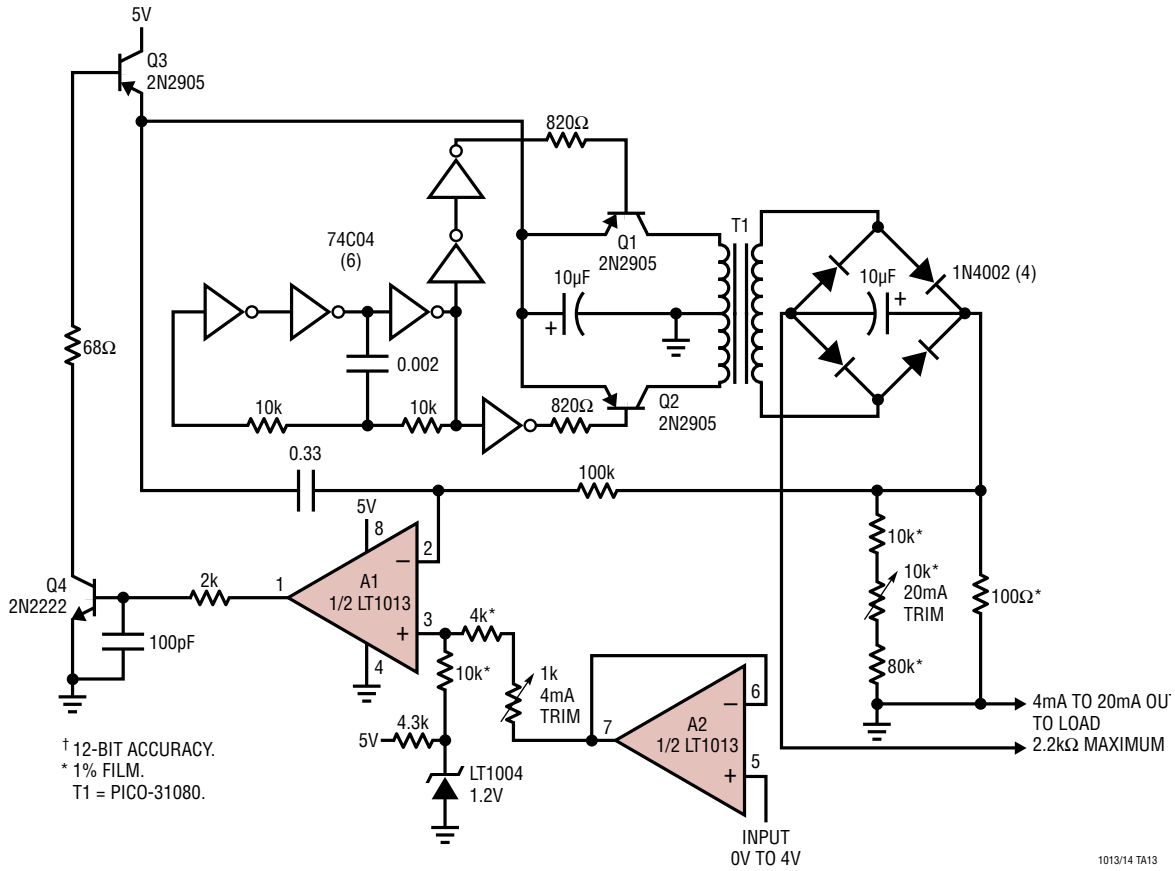 5V
Q3
2N2905
820Ω
T1
74C04
(6)
Q1
2N2905
10µF
+
10µF
+
1N4002 (4)
68Ω
0.002
10k
10k
820Ω
Q2
2N2905
0.33
100k
5V
8
2
–
10k*
Q4
2N2222
2k
1
A1
1/2 LT1013
10k*
20mA
TRIM
100Ω*
100pF
+
3
4k*
4
10k*
1k
4mA
TRIM
80k*
6
–
4mA TO 20mA OUT
TO LOAD
2.2kΩ MAXIMUM
5V
4.3k
7
A2
1/2 LT1013
† 12-BIT ACCURACY.
* 1% FILM.
T1 = PICO-31080.
LT1004
1.2V
+
5
INPUT
0V TO 4V
1013/14 TA13